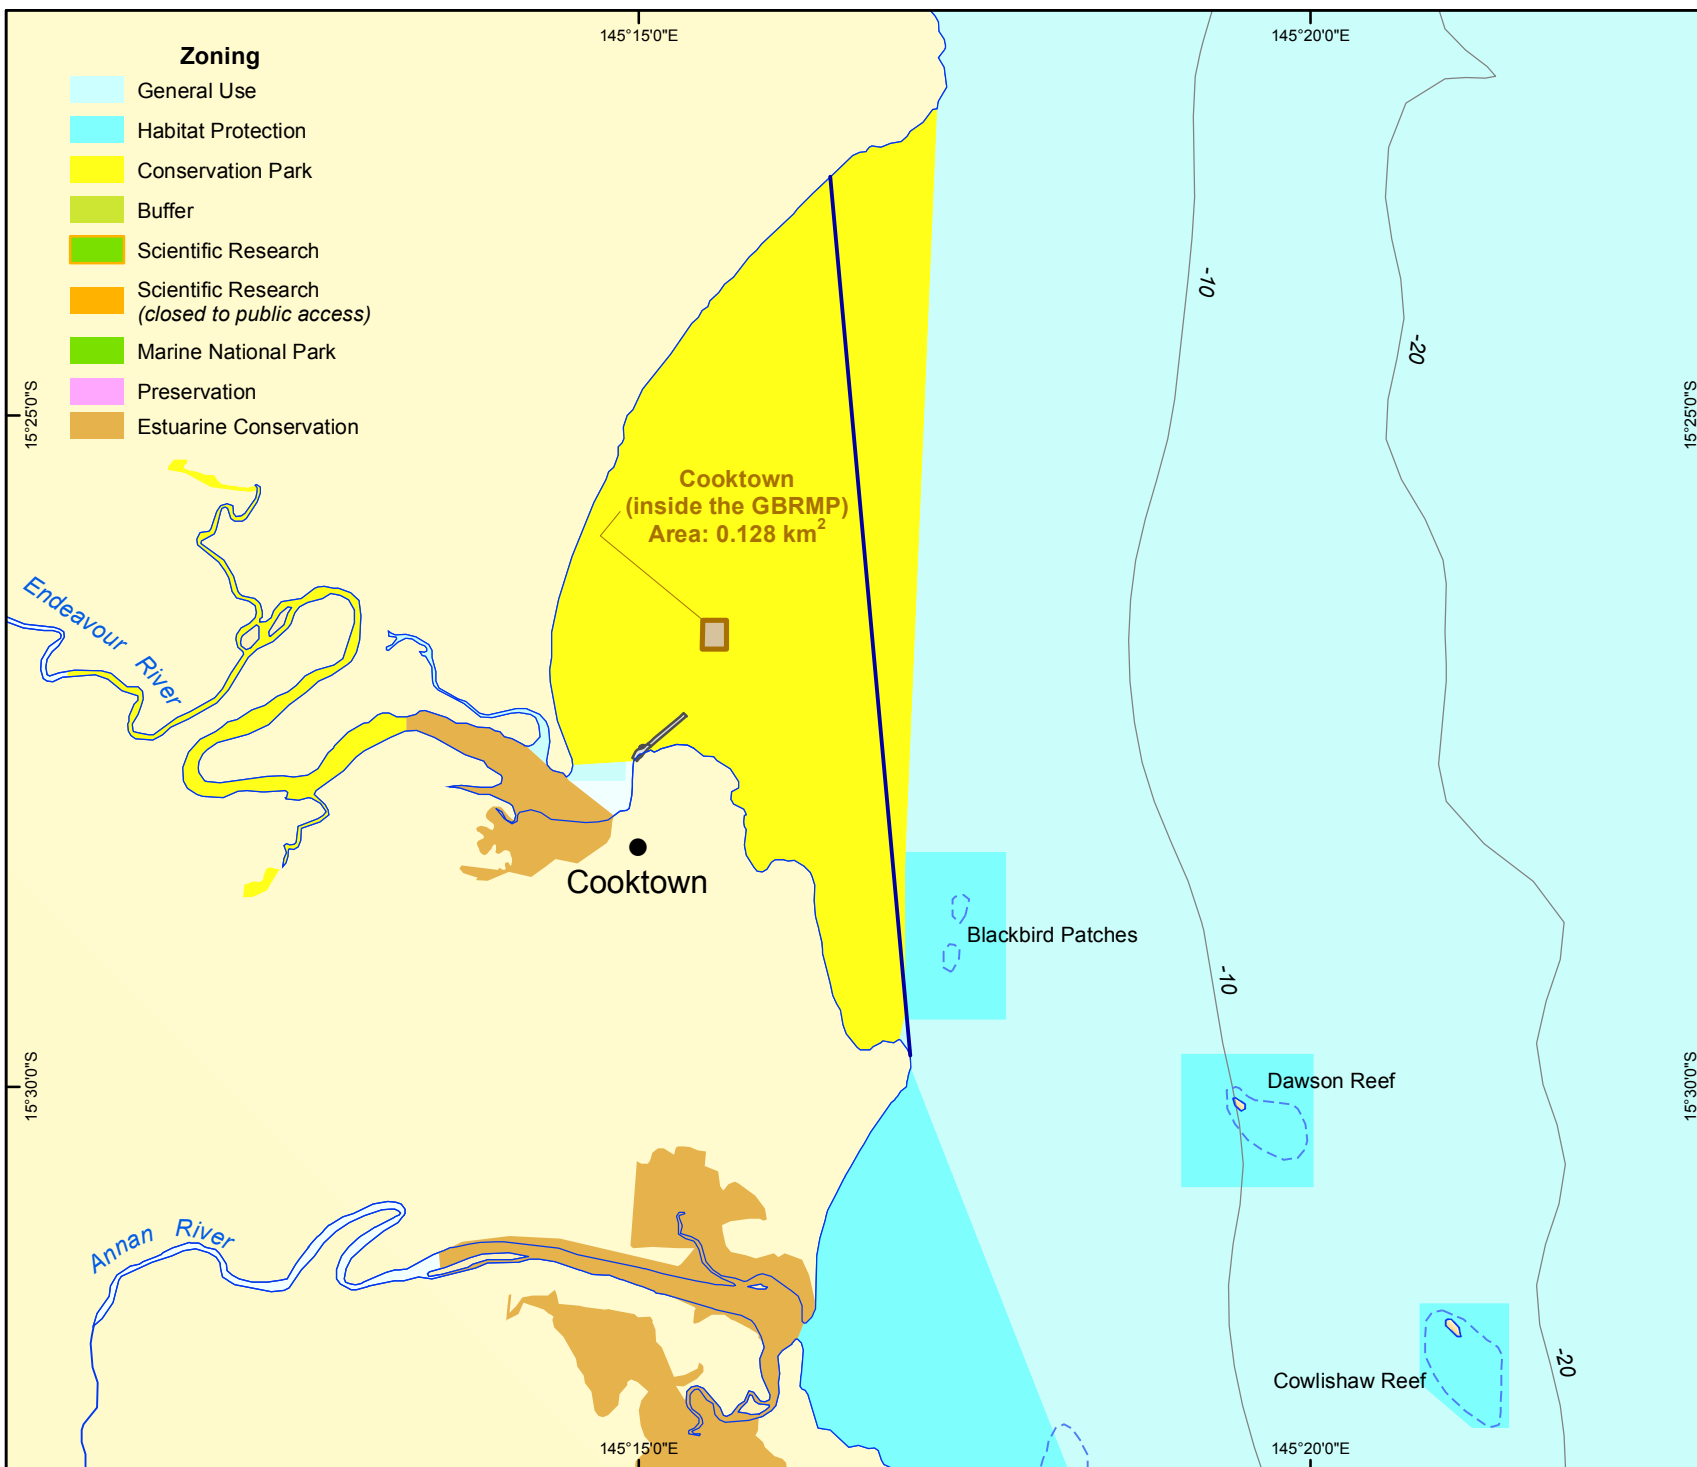 145°15'0"E
145°20'0"E
Zoning
General Use
Habitat Protection
Conservation Park
Buffer
Scientific Research
Scientific Research
(closed to public access)
Marine National Park
Preservation
Estuarine Conservation
-10
-20
15°25'0"S
15°25'0"S
Cooktown
(inside the GBRMP)
Area: 0.128 km²
Endeavour River
Cooktown
Blackbird Patches
-10
Dawson Reef
15°30'0"S
15°30'0"S
Annan River
Cowlishaw Reef
-20
145°15'0"E
145°20'0"E